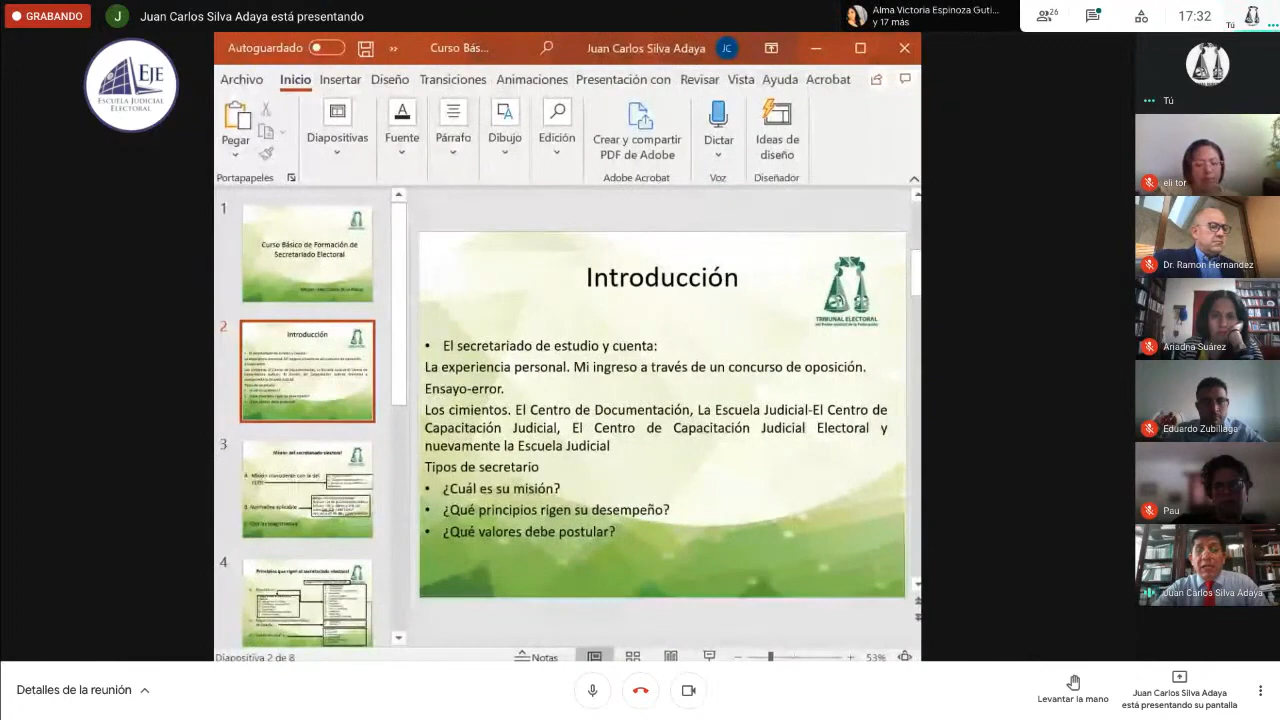 GRABANDO
J
Juan Carlos Silva Adaya está presentando
Alma Victoria Espinoza Guti...
y 17 más
26
17:32
Tú
EJE
ESCUELA JUDICIAL
ELECTORAL
Autoguardado
Curso Bás...
Juan Carlos Silva Adaya
JC
Archivo
Inicio
Insertar
Diseño
Transiciones
Animaciones
Presentación con
Revisar
Vista
Ayuda
Acrobat
Pegar
Diapositivas
Fuente
Párrafo
Dibujo
Edición
Crear y compartir
PDF de Adobe
Dictar
Ideas de
diseño
Portapapeles
Adobe Acrobat
Voz
Diseñador
1
Curso Básico de Formación de
Secretariado Electoral
2
Introducción
3
4
Introducción
TRIBUNAL ELECTORAL
del Poder Judicial de la Federación
• El secretariado de estudio y cuenta:
La experiencia personal. Mi ingreso a través de un concurso de oposición.
Ensayo-error.
Los cimientos. El Centro de Documentación, La Escuela Judicial-El Centro de
Capacitación Judicial, El Centro de Capacitación Judicial Electoral y
nuevamente la Escuela Judicial
Tipos de secretario
• ¿Cuál es su misión?
• ¿Qué principios rigen su desempeño?
• ¿Qué valores debe postular?
Diapositiva 2 de 8
Notas
53%
Tú
eli tor
Dr. Ramon Hernandez
Ariadna Suárez
Eduardo Zubillaga
Pau
Juan Carlos Silva Adaya
Detalles de la reunión
Levantar la mano
Juan Carlos Silva Adaya
está presentando su pantalla